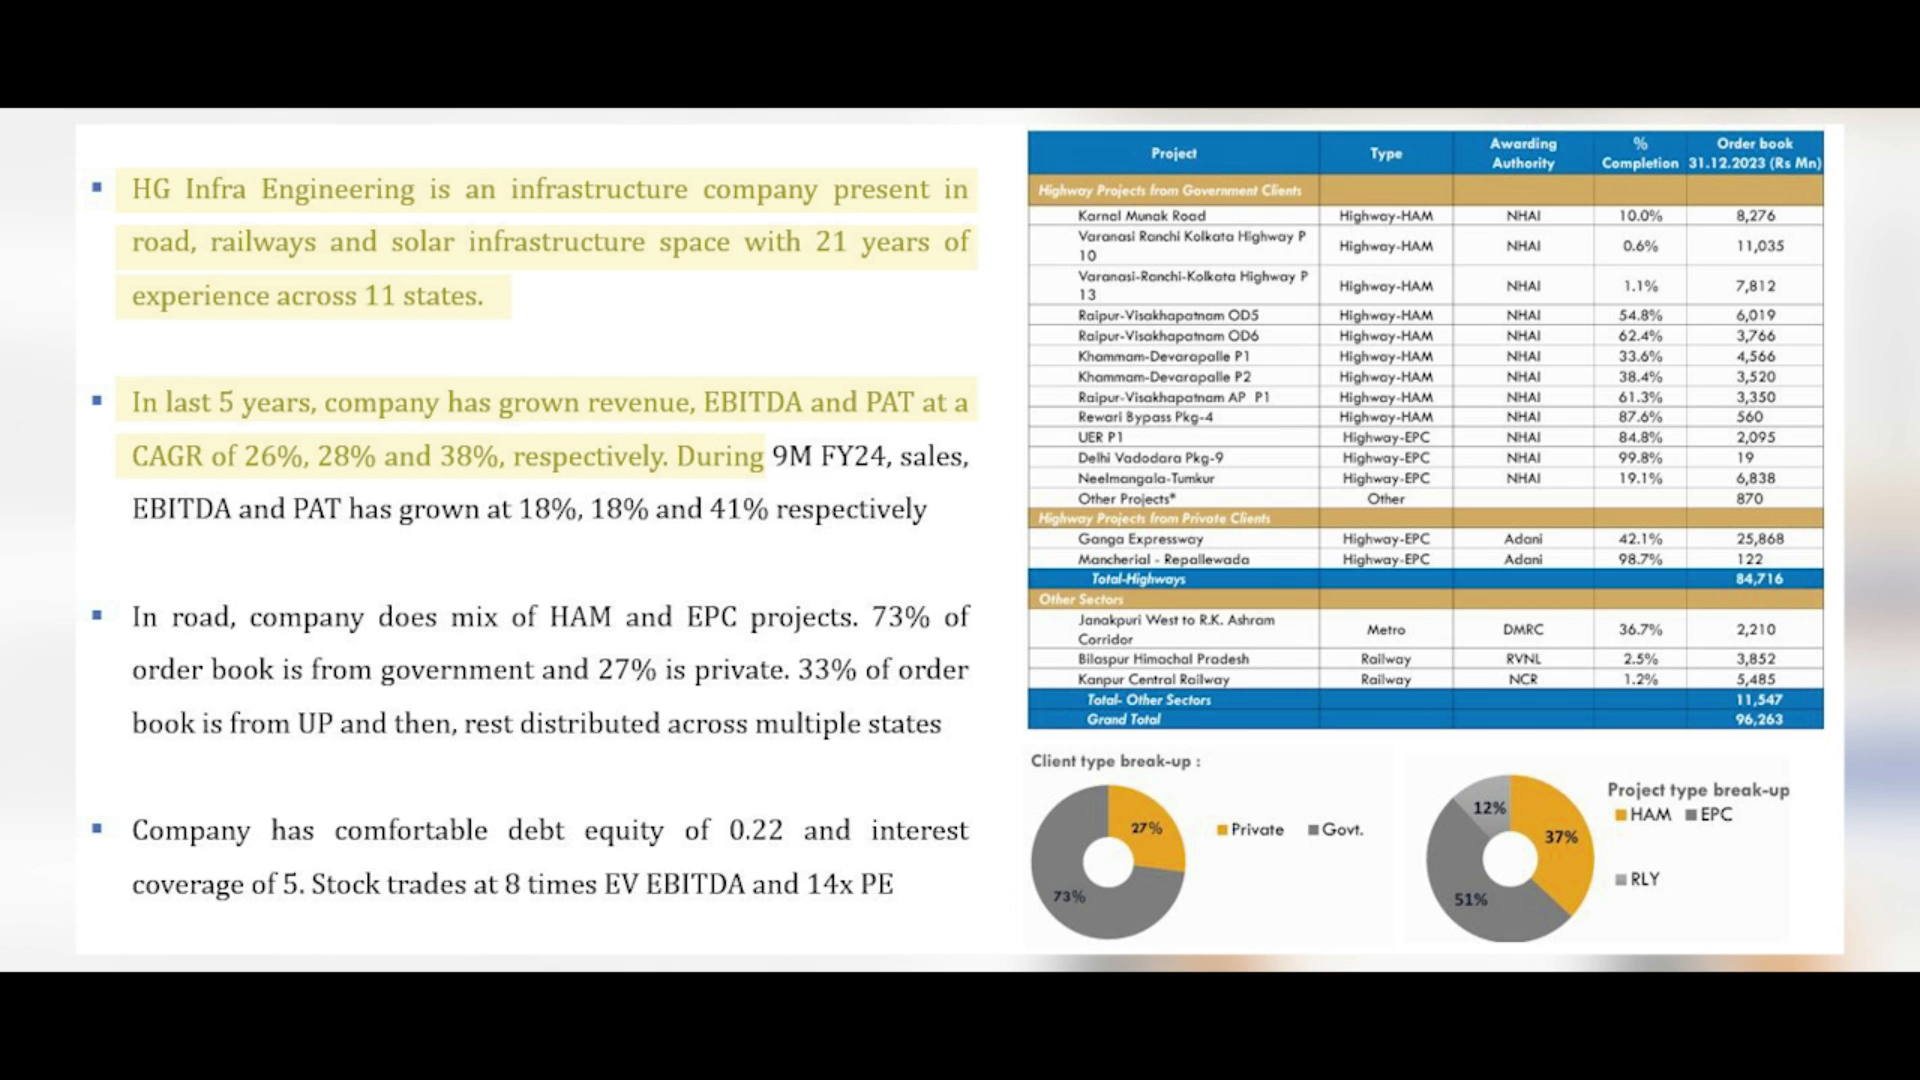 HG Infra Engineering is an infrastructure company present in
road, railways and solar infrastructure space with 21 years of
experience across 11 states.
In last 5 years, company has grown revenue, EBITDA and PAT at a
CAGR of 26%, 28% and 38%, respectively. During 9M FY24, sales,
EBITDA and PAT has grown at 18%, 18% and 41% respectively
In road, company does mix of HAM and EPC projects. 73% of
order book is from government and 27% is private. 33% of order
book is from UP and then, rest distributed across multiple states
Company has comfortable debt equity of 0.22 and interest
coverage of 5. Stock trades at 8 times EV EBITDA and 14x PE
Project Type Awarding Authority % Completion Order book 31.12.2023 (Rs Mn)
Highway Projects from Government Clients
Karnal Munak Road Highway-HAM NHAI 10.0% 8,276
Varanasi Ranchi Kolkata Highway P 10 Highway-HAM NHAI 0.6% 11,035
Varanasi-Ranchi-Kolkata Highway P 13 Highway-HAM NHAI 1.1% 7,812
Raipur-Visakhapatnam OD5 Highway-HAM NHAI 54.8% 6,019
Raipur-Visakhapatnam OD6 Highway-HAM NHAI 62.4% 3,766
Khammam-Devarapalle P1 Highway-HAM NHAI 33.6% 4,566
Khammam-Devarapalle P2 Highway-HAM NHAI 38.4% 3,520
Raipur-Visakhapatnam AP P1 Highway-HAM NHAI 61.3% 3,350
Rewari Bypass Pkg-4 Highway-HAM NHAI 87.6% 560
UER P1 Highway-EPC NHAI 84.8% 2,095
Delhi Vadodara Pkg-9 Highway-EPC NHAI 99.8% 19
Neelmangala-Tumkur Highway-EPC NHAI 19.1% 6,838
Other Projects* Other 870
Highway Projects from Private Clients
Ganga Expressway Highway-EPC Adani 42.1% 25,868
Mancherial - Repallewada Highway-EPC Adani 98.7% 122
Total-Highways 84,716
Other Sectors
Janakpuri West to R.K. Ashram Corridor Metro DMRC 36.7% 2,210
Bilaspur Himachal Pradesh Railway RVNL 2.5% 3,852
Kanpur Central Railway Railway NCR 1.2% 5,485
Total- Other Sectors 11,547
Grand Total 96,263
Client type break-up :
27%
73%
Private Govt.
Project type break-up
HAM EPC
RLY
12%
37%
51%